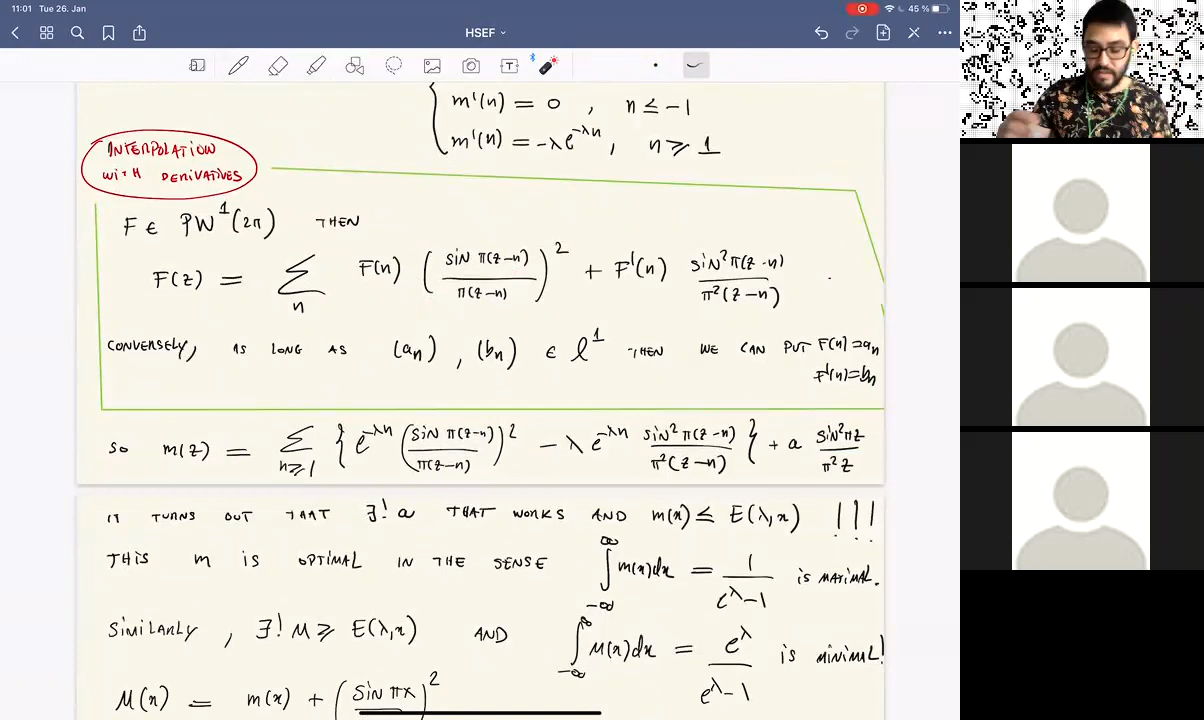 11:01 Tue 26. Jan
45 %
HSEF
m'(n) = 0 , n ≤ -1
m'(n) = -λe^{-λn}, n ≥ 1
INTERPOLATION
WITH DERIVATIVES
F ∈ PW^1(2π) THEN
F(z) = Σ_n F(n) (sin π(z-n) / π(z-n))^2 + F'(n) sin^2 π(z-n) / π^2(z-n) .
CONVERSELY, AS LONG AS (a_n), (b_n) ∈ ℓ^1 THEN WE CAN PUT F(n)=a_n
F'(n)=b_n
SO m(z) = Σ_{n≥1} { e^{-λn} (sin π(z-n) / π(z-n))^2 - λ e^{-λn} sin^2 π(z-n) / π^2(z-n) } + a sin^2 πz / π^2 z
IT TURNS OUT THAT ∃! a THAT WORKS AND m(x) ≤ E(λ,x) !!!
THIS m IS OPTIMAL IN THE SENSE ∫_{-∞}^{∞} m(x)dx = 1 / e^λ-1 IS MAXIMAL.
SIMILARLY, ∃! M ≥ E(λ,x) AND ∫_{-∞}^{∞} M(x)dx = e^λ / e^λ-1 IS MINIMAL!
M(x) = m(x) + (sin πx)^2